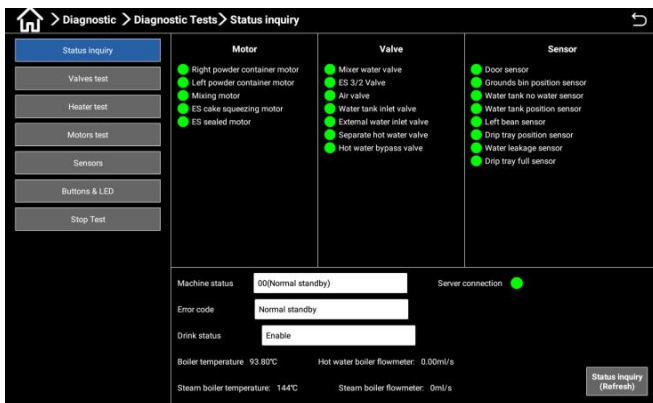 Diagnostic > Diagnostic Tests > Status inquiry
Status inquiry
Valves test
Heater test
Motors test
Sensors
Buttons & LED
Stop Test
Motor
Right powder container motor
Left powder container motor
Mixing motor
ES cake squeezing motor
ES sealed motor
Valve
Mixer water valve
ES 3/2 Valve
Air valve
Water tank inlet valve
External water inlet valve
Separate hot water valve
Hot water bypass valve
Sensor
Door sensor
Grounds bin position sensor
Water tank no water sensor
Water tank position sensor
Left bean sensor
Drip tray position sensor
Water leakage sensor
Drip tray full sensor
Machine status 00(Normal standby) Server connection
Error code Normal standby
Drink status Enable
Boiler temperature 93.80℃ Hot water boiler flowmeter: 0.00ml/s
Steam boiler temperature: 144℃ Steam boiler flowmeter: 0ml/s
Status inquiry
(Refresh)